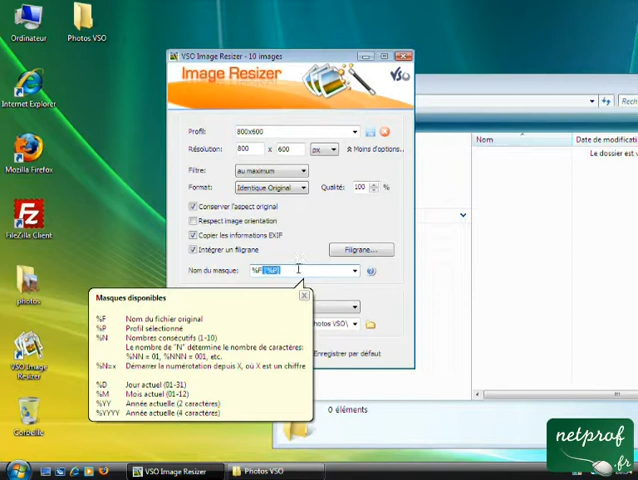 Ordinateur
Photos VSO
Internet Explorer
Mozilla Firefox
FileZilla Client
photos
VSO Image Resizer
Corbeille
VSO Image Resizer - 10 images
Image Resizer
VSO
Profil: 800x600
Résolution: 800 x 600 px Moins d'options..
Filtre: au maximum
Format: Identique Original Qualité: 100 %
Conserver l'aspect original
Respect image orientation
Copier les informations EXIF
Intégrer un filigrane Filigrane...
Nom du masque: %F (%P)
hotos VSO\
Enregistrer par défaut
Masques disponibles
%F Nom du fichier original
%P Profil sélectionné
%N Nombres consecutifs (1-10)
Le nombre de "N" détermine le nombre de caractères:
%NN = 01, %NNN = 001, etc.
%N0x Démarrer la numérotation depuis X, où X est un chiffre
%D Jour actuel (01-31)
%M Mois actuel (01-12)
%YY Année actuelle (2 caractères)
%YYYY Année actuelle (4 caractères)
Rech
Nom Date de modificati
Le dossier est v
0 éléments
netprof
.fr
VSO Image Resizer
Photos VSO